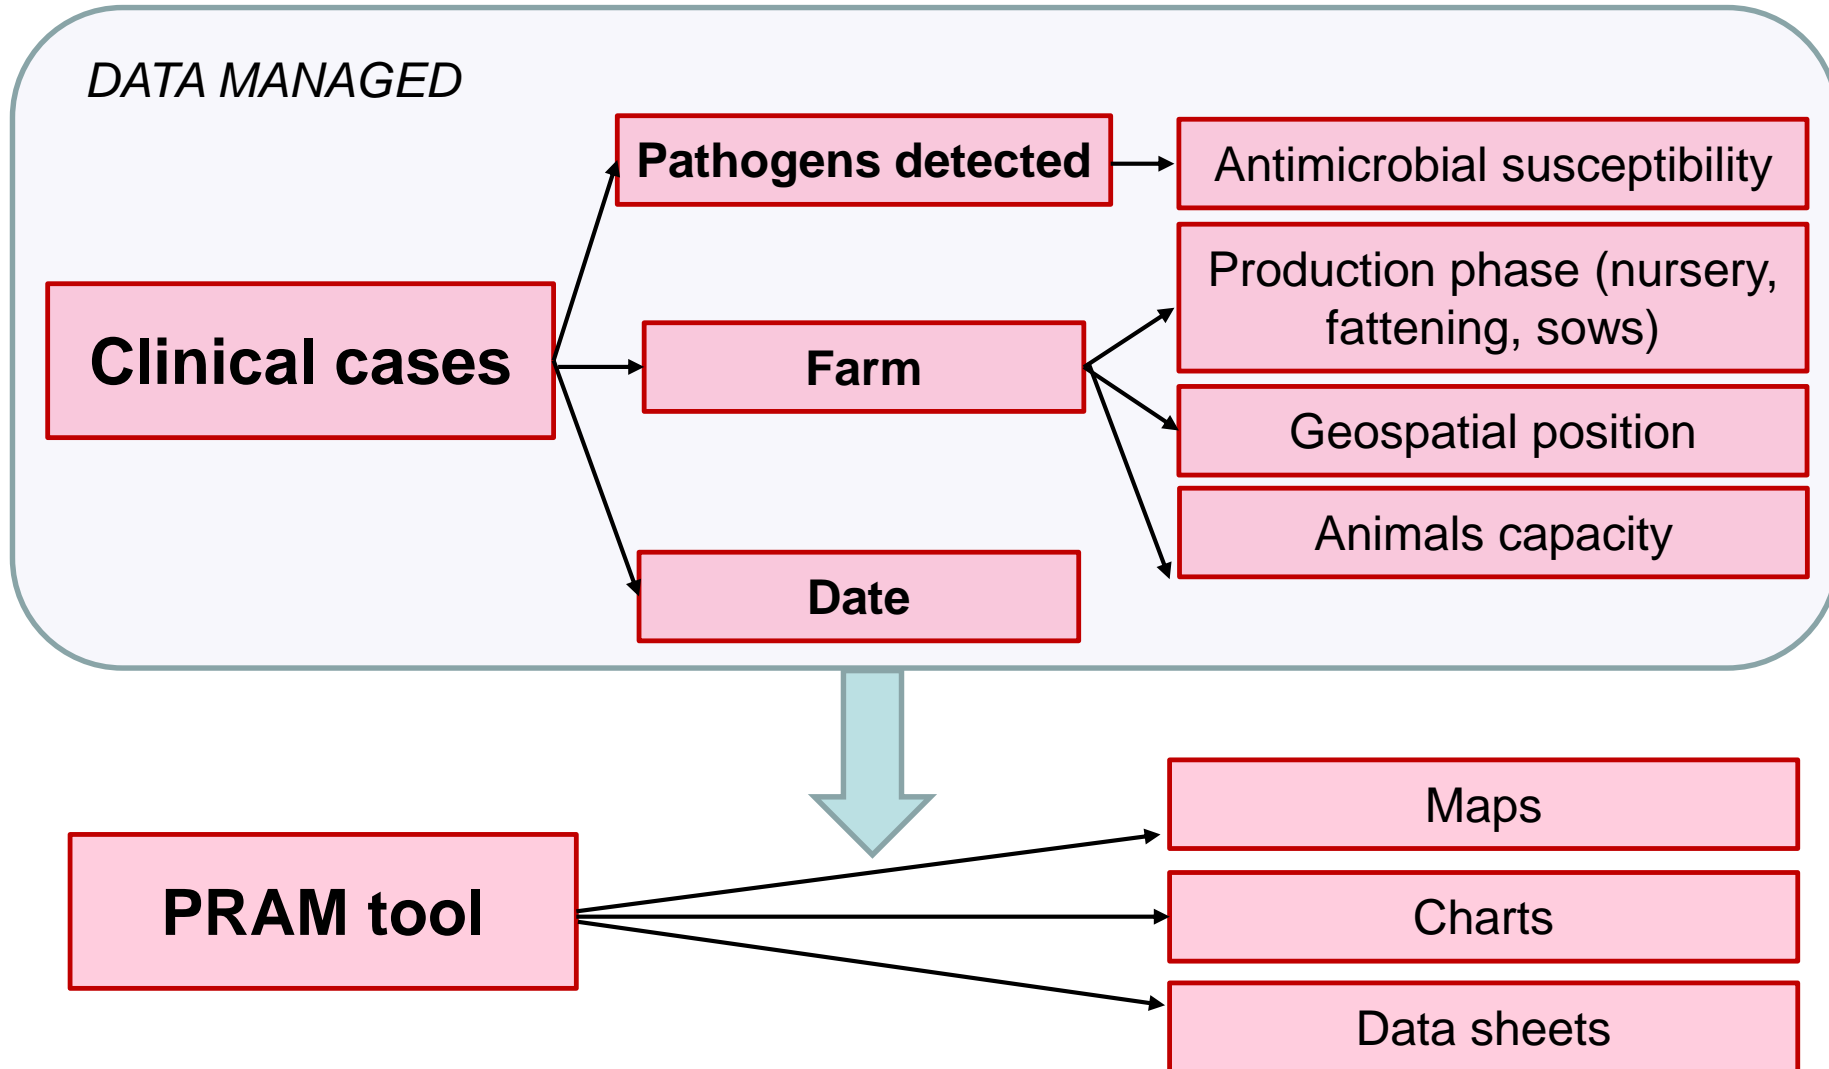 DATA MANAGED
Clinical cases
Pathogens detected
Farm
Date
Antimicrobial susceptibility
Production phase (nursery,
fattening, sows)
Geospatial position
Animals capacity
PRAM tool
Maps
Charts
Data sheets